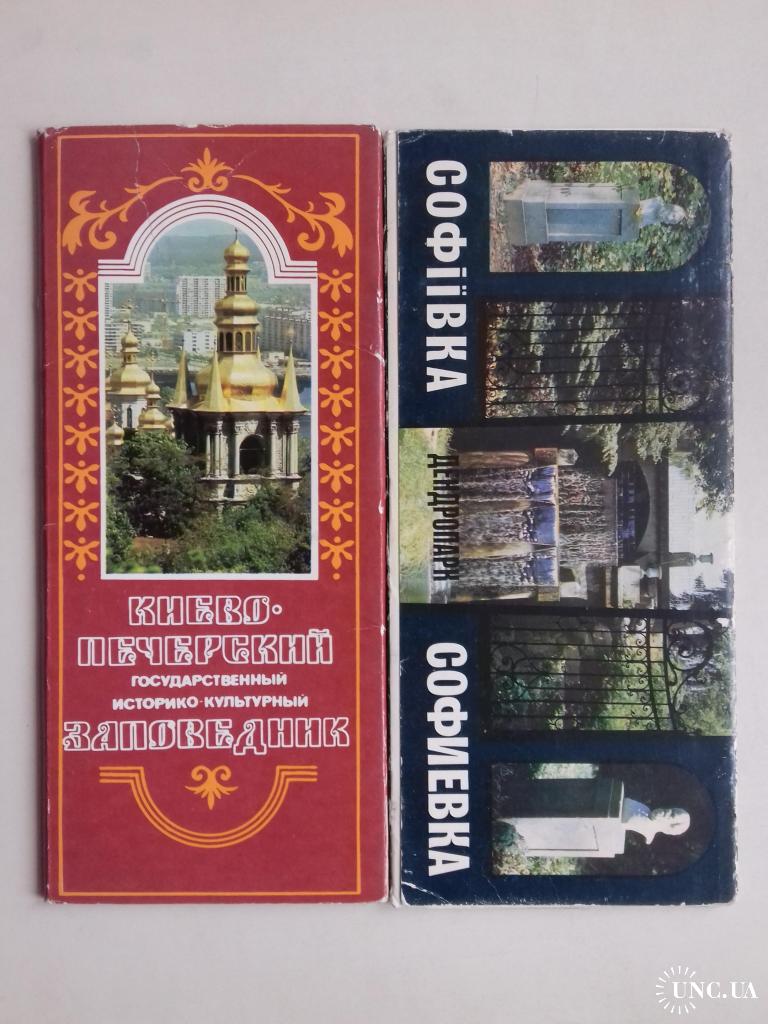 КИЕВО-
ПЕЧЕРСКИЙ
ГОСУДАРСТВЕННЫЙ
ИСТОРИКО-КУЛЬТУРНЫЙ
ЗАПОВЕДНИК
СОФІЇВКА
ДЕНДРОПАРК
СОФИЕВКА
UNC.UA